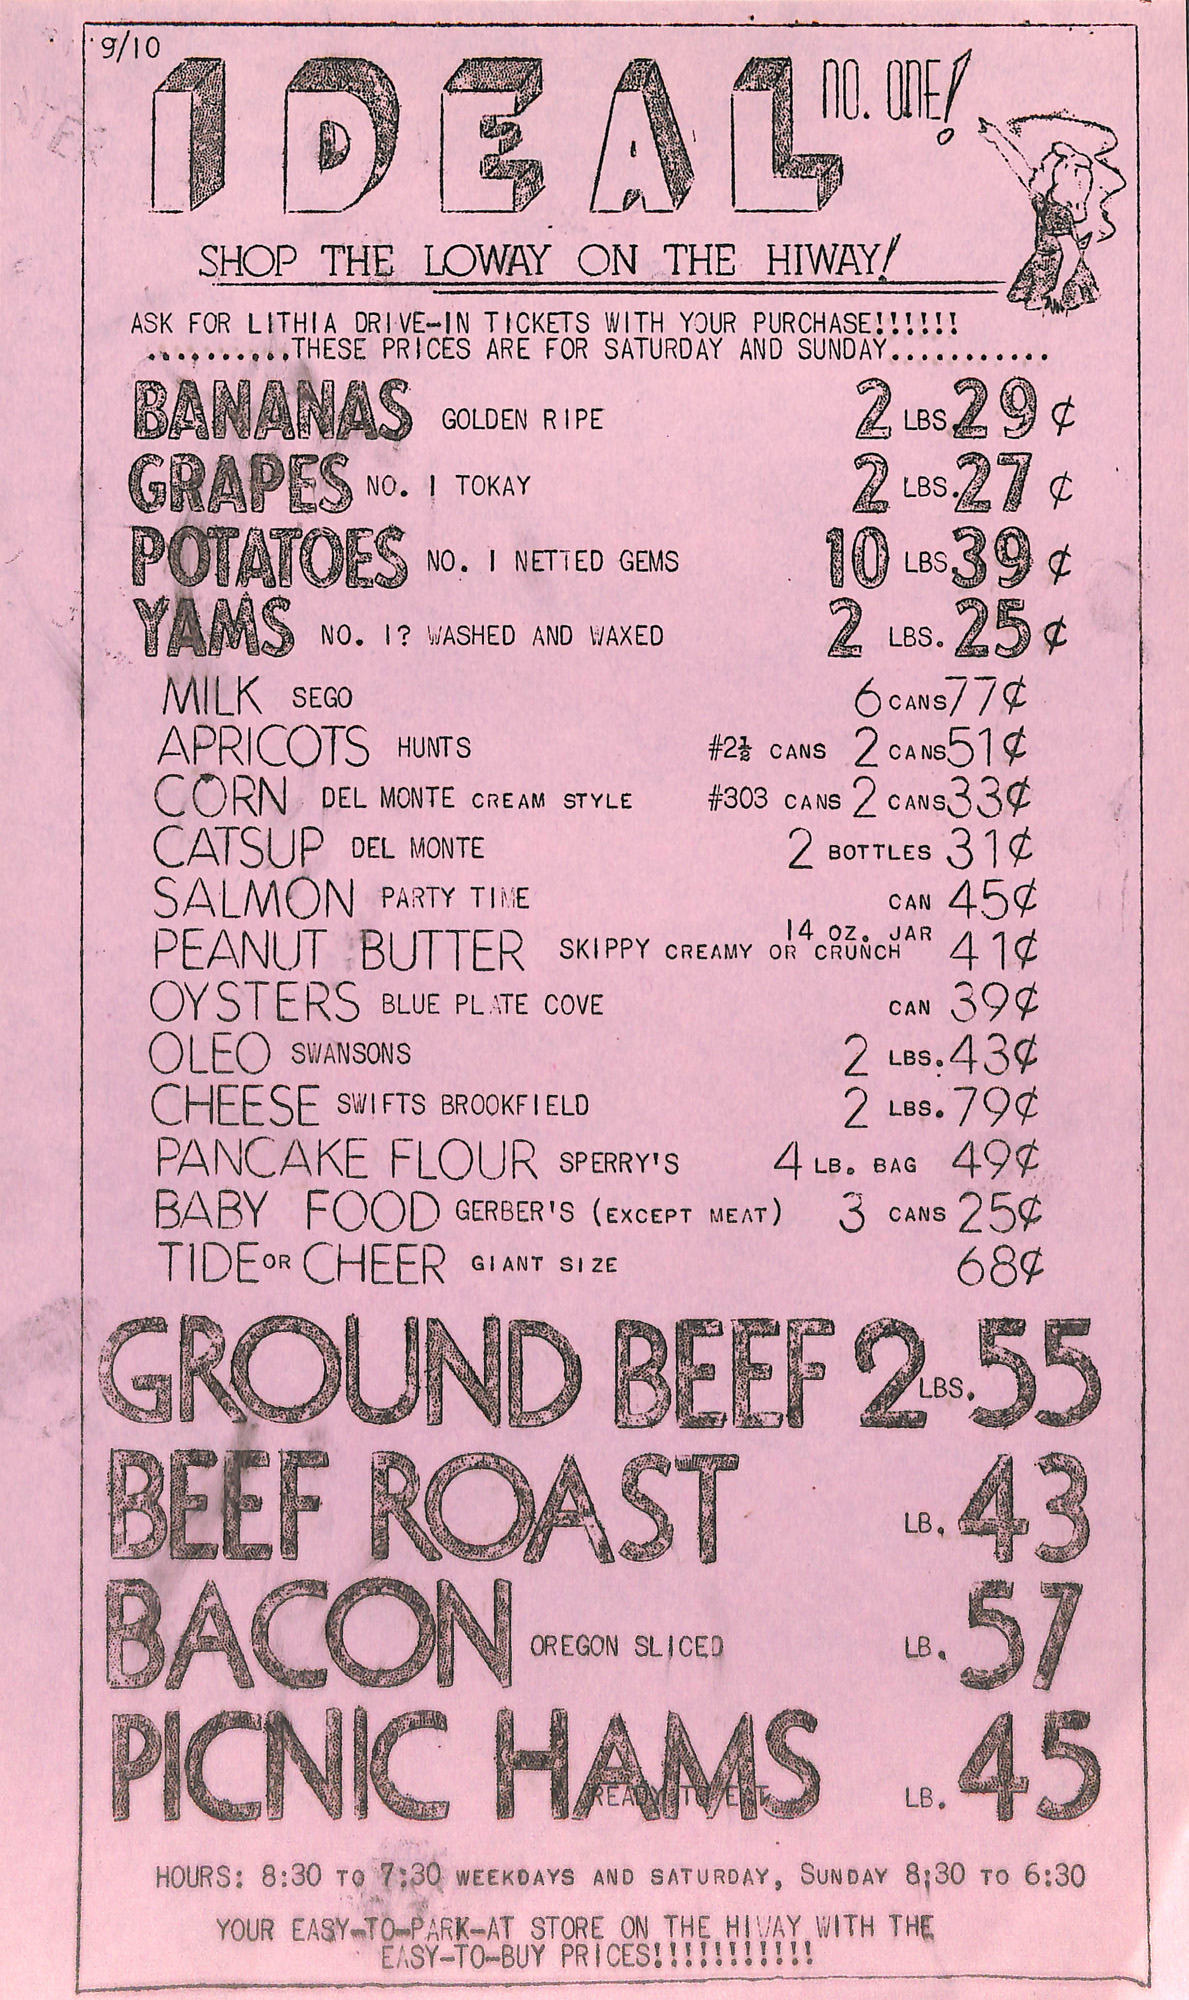 9/10
IDEAL NO. ONE!
SHOP THE LOWAY ON THE HIWAY!
ASK FOR LITHIA DRIVE-IN TICKETS WITH YOUR PURCHASE!!!!!!
..........THESE PRICES ARE FOR SATURDAY AND SUNDAY...........
BANANAS GOLDEN RIPE 2 LBS. 29 ¢
GRAPES NO. 1 TOKAY 2 LBS. 27 ¢
POTATOES NO. 1 NETTED GEMS 10 LBS. 39 ¢
YAMS NO. 1? WASHED AND WAXED 2 LBS. 25 ¢
MILK SEGO 6 CANS 77¢
APRICOTS HUNTS #2½ CANS 2 CANS 51¢
CORN DEL MONTE CREAM STYLE #303 CANS 2 CANS 33¢
CATSUP DEL MONTE 2 BOTTLES 31¢
SALMON PARTY TIME CAN 45¢
PEANUT BUTTER SKIPPY CREAMY OR CRUNCH 14 OZ. JAR 41¢
OYSTERS BLUE PLATE COVE CAN 39¢
OLEO SWANSONS 2 LBS. 43¢
CHEESE SWIFTS BROOKFIELD 2 LBS. 79¢
PANCAKE FLOUR SPERRY'S 4 LB. BAG 49¢
BABY FOOD GERBER'S (EXCEPT MEAT) 3 CANS 25¢
TIDE OR CHEER GIANT SIZE 68¢
GROUND BEEF 2 LBS. 55
BEEF ROAST LB. 43
BACON OREGON SLICED LB. 57
PICNIC HAMS READY TO EAT LB. 45
HOURS: 8:30 TO 7:30 WEEKDAYS AND SATURDAY, SUNDAY 8:30 TO 6:30
YOUR EASY-TO-PARK-AT STORE ON THE HIWAY WITH THE
EASY-TO-BUY PRICES!!!!!!!!!!!